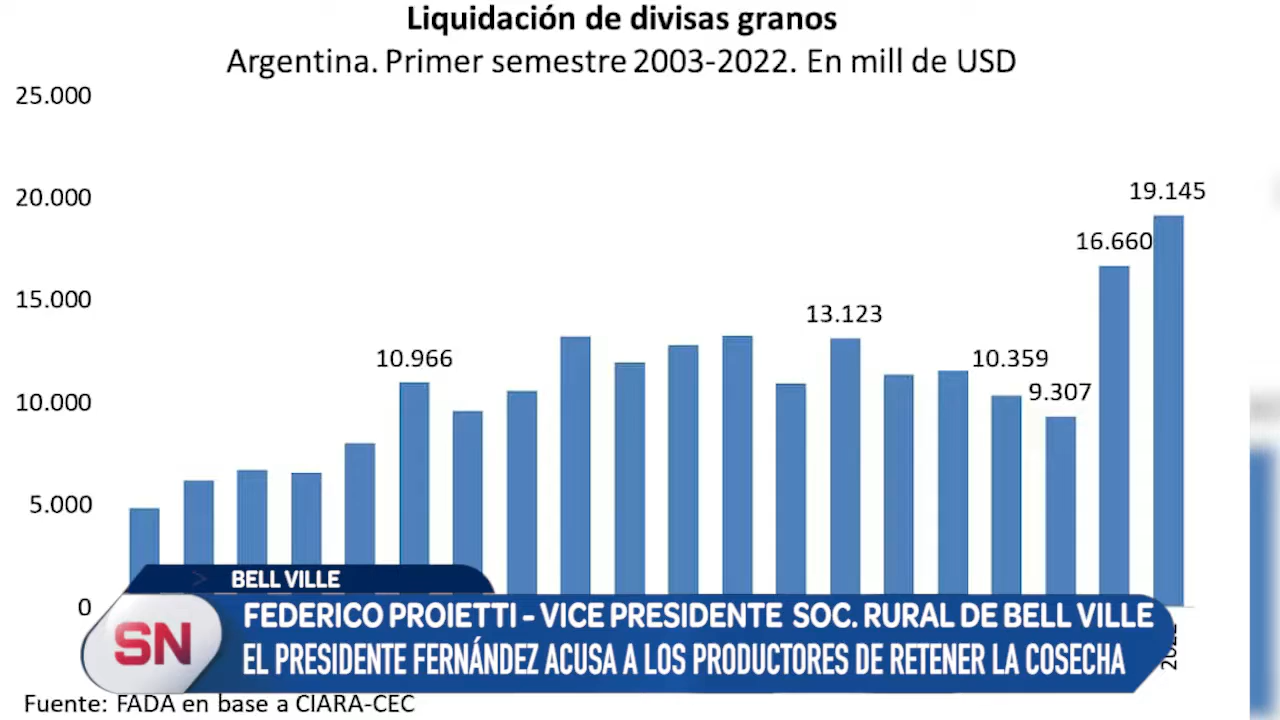 Liquidación de divisas granos
Argentina. Primer semestre 2003-2022. En mill de USD
25.000
20.000
15.000
10.000
5.000
0
10.966
13.123
10.359
9.307
16.660
19.145
2022
> BELL VILLE
SN
FEDERICO PROIETTI - VICE PRESIDENTE SOC. RURAL DE BELL VILLE
EL PRESIDENTE FERNÁNDEZ ACUSA A LOS PRODUCTORES DE RETENER LA COSECHA
Fuente: FADA en base a CIARA-CEC